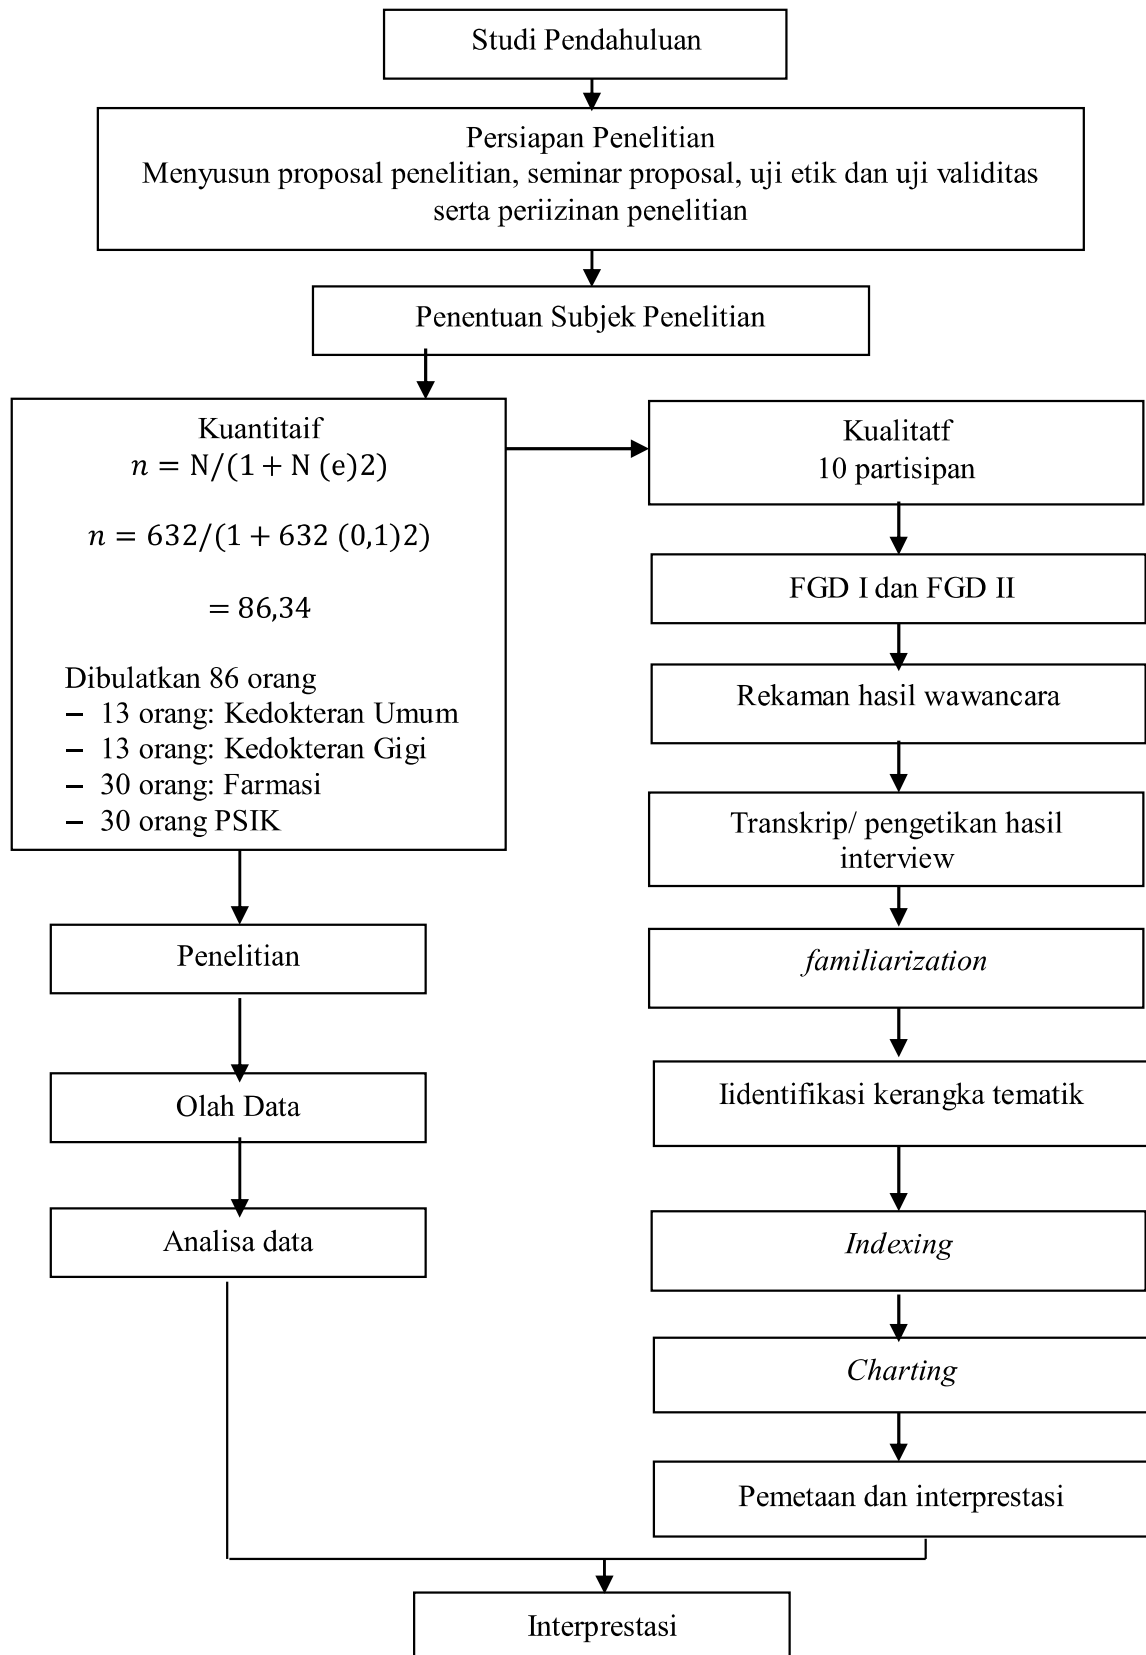 Studi Pendahuluan
Persiapan Penelitian
Menyusun proposal penelitian, seminar proposal, uji etik dan uji validitas
serta periizinan penelitian
Penentuan Subjek Penelitian
Kuantitaif
n = N/(1 + N (e)2)
n = 632/(1 + 632 (0,1)2)
= 86,34
Dibulatkan 86 orang
– 13 orang: Kedokteran Umum
– 13 orang: Kedokteran Gigi
– 30 orang: Farmasi
– 30 orang PSIK
Penelitian
Olah Data
Analisa data
Kualitatf
10 partisipan
FGD I dan FGD II
Rekaman hasil wawancara
Transkrip/ pengetikan hasil
interview
familiarization
Iidentifikasi kerangka tematik
Indexing
Charting
Pemetaan dan interprestasi
Interprestasi